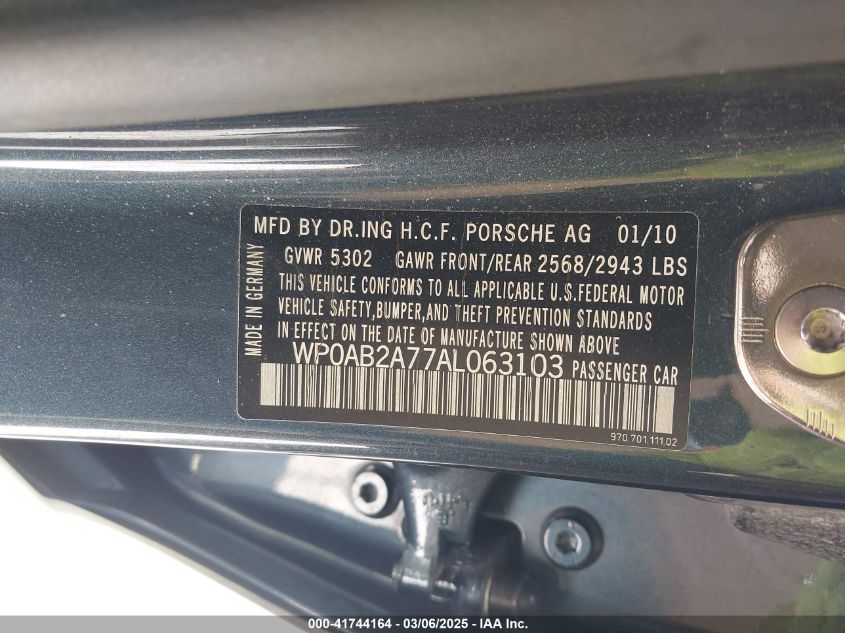 MFD BY DR.ING H.C.F. PORSCHE AG 01/10
GVWR 5302 GAWR FRONT/REAR 2568/2943 LBS
THIS VEHICLE CONFORMS TO ALL APPLICABLE U.S.FEDERAL MOTOR
VEHICLE SAFETY,BUMPER,AND THEFT PREVENTION STANDARDS
IN EFFECT ON THE DATE OF MANUFACTURE SHOWN ABOVE
WP0AB2A77AL063103 PASSENGER CAR
970.701.111.02
MADE IN GERMANY
000-41744164 - 03/06/2025 - IAA Inc.